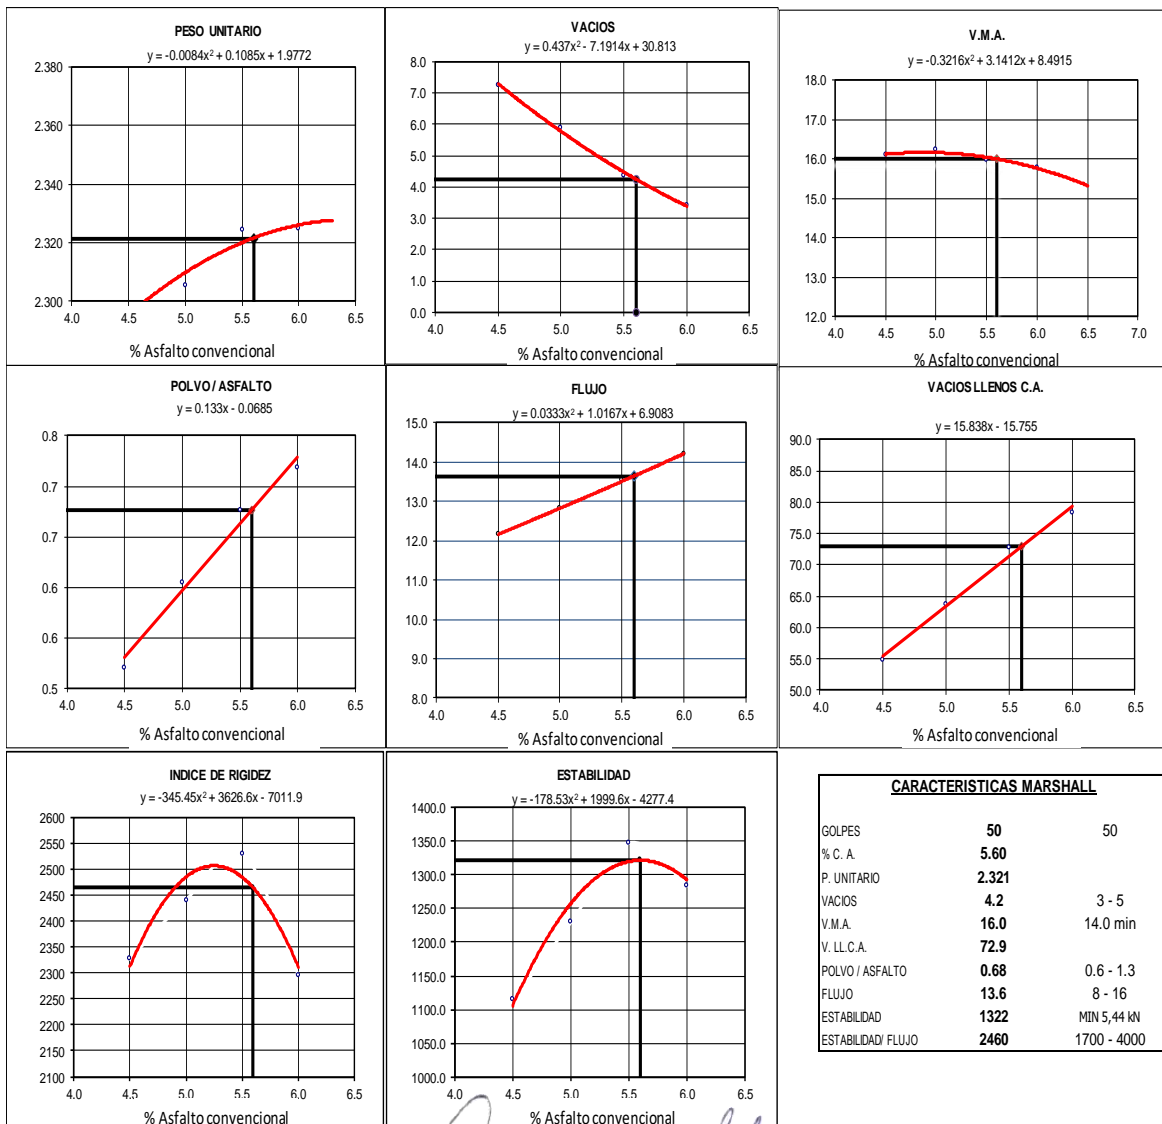 PESO UNITARIO
y = -0.0084x² + 0.1085x + 1.9772
2.380
2.360
2.340
2.320
2.300
4.0 4.5 5.0 5.5 6.0 6.5
% Asfalto convencional
VACIOS
y = 0.437x² - 7.1914x + 30.813
8.0
7.0
6.0
5.0
4.0
3.0
2.0
1.0
0.0
4.0 4.5 5.0 5.5 6.0 6.5
% Asfalto convencional
V.M.A.
y = -0.3216x² + 3.1412x + 8.4915
18.0
17.0
16.0
15.0
14.0
13.0
12.0
4.0 4.5 5.0 5.5 6.0 6.5 7.0
% Asfalto convencional
POLVO / ASFALTO
y = 0.133x - 0.0685
0.8
0.7
0.7
0.6
0.6
0.5
4.0 4.5 5.0 5.5 6.0 6.5
% Asfalto convencional
FLUJO
y = 0.0333x² + 1.0167x + 6.9083
15.0
14.0
13.0
12.0
11.0
10.0
9.0
8.0
4.0 4.5 5.0 5.5 6.0 6.5
% Asfalto convencional
VACIOS LLENOS C.A.
y = 15.838x - 15.755
90.0
85.0
80.0
75.0
70.0
65.0
60.0
55.0
50.0
4.0 4.5 5.0 5.5 6.0 6.5
% Asfalto convencional
INDICE DE RIGIDEZ
y = -345.45x² + 3626.6x - 7011.9
2600
2550
2500
2450
2400
2350
2300
2250
2200
2150
2100
4.0 4.5 5.0 5.5 6.0 6.5
% Asfalto convencional
ESTABILIDAD
y = -178.53x² + 1999.6x - 4277.4
1400.0
1350.0
1300.0
1250.0
1200.0
1150.0
1100.0
1050.0
1000.0
4.0 4.5 5.0 5.5 6.0 6.5
% Asfalto convencional
CARACTERISTICAS MARSHALL
GOLPES 50 50
% C. A. 5.60
P. UNITARIO 2.321
VACIOS 4.2 3 - 5
V.M.A. 16.0 14.0 min
V. LL.C.A. 72.9
POLVO / ASFALTO 0.68 0.6 - 1.3
FLUJO 13.6 8 - 16
ESTABILIDAD 1322 MIN 5,44 kN
ESTABILIDAD/ FLUJO 2460 1700 - 4000